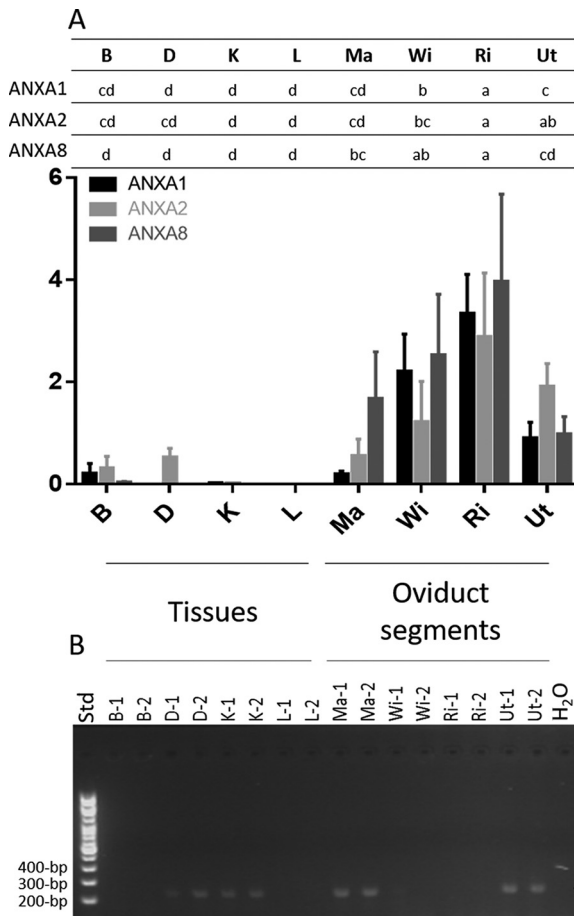 A
B D K L Ma Wi Ri Ut
ANXA1 cd d d d cd b a c
ANXA2 cd cd d d cd bc a ab
ANXA8 d d d d bc ab a cd
6
ANXA1
ANXA2
ANXA8
4
2
0
B D K L Ma Wi Ri Ut
Tissues
Oviduct
segments
B
Std B-1 B-2 D-1 D-2 K-1 K-2 L-1 L-2 Ma-1 Ma-2 Wi-1 Wi-2 Ri-1 Ri-2 Ut-1 Ut-2 H₂O
400-bp
300-bp
200-bp